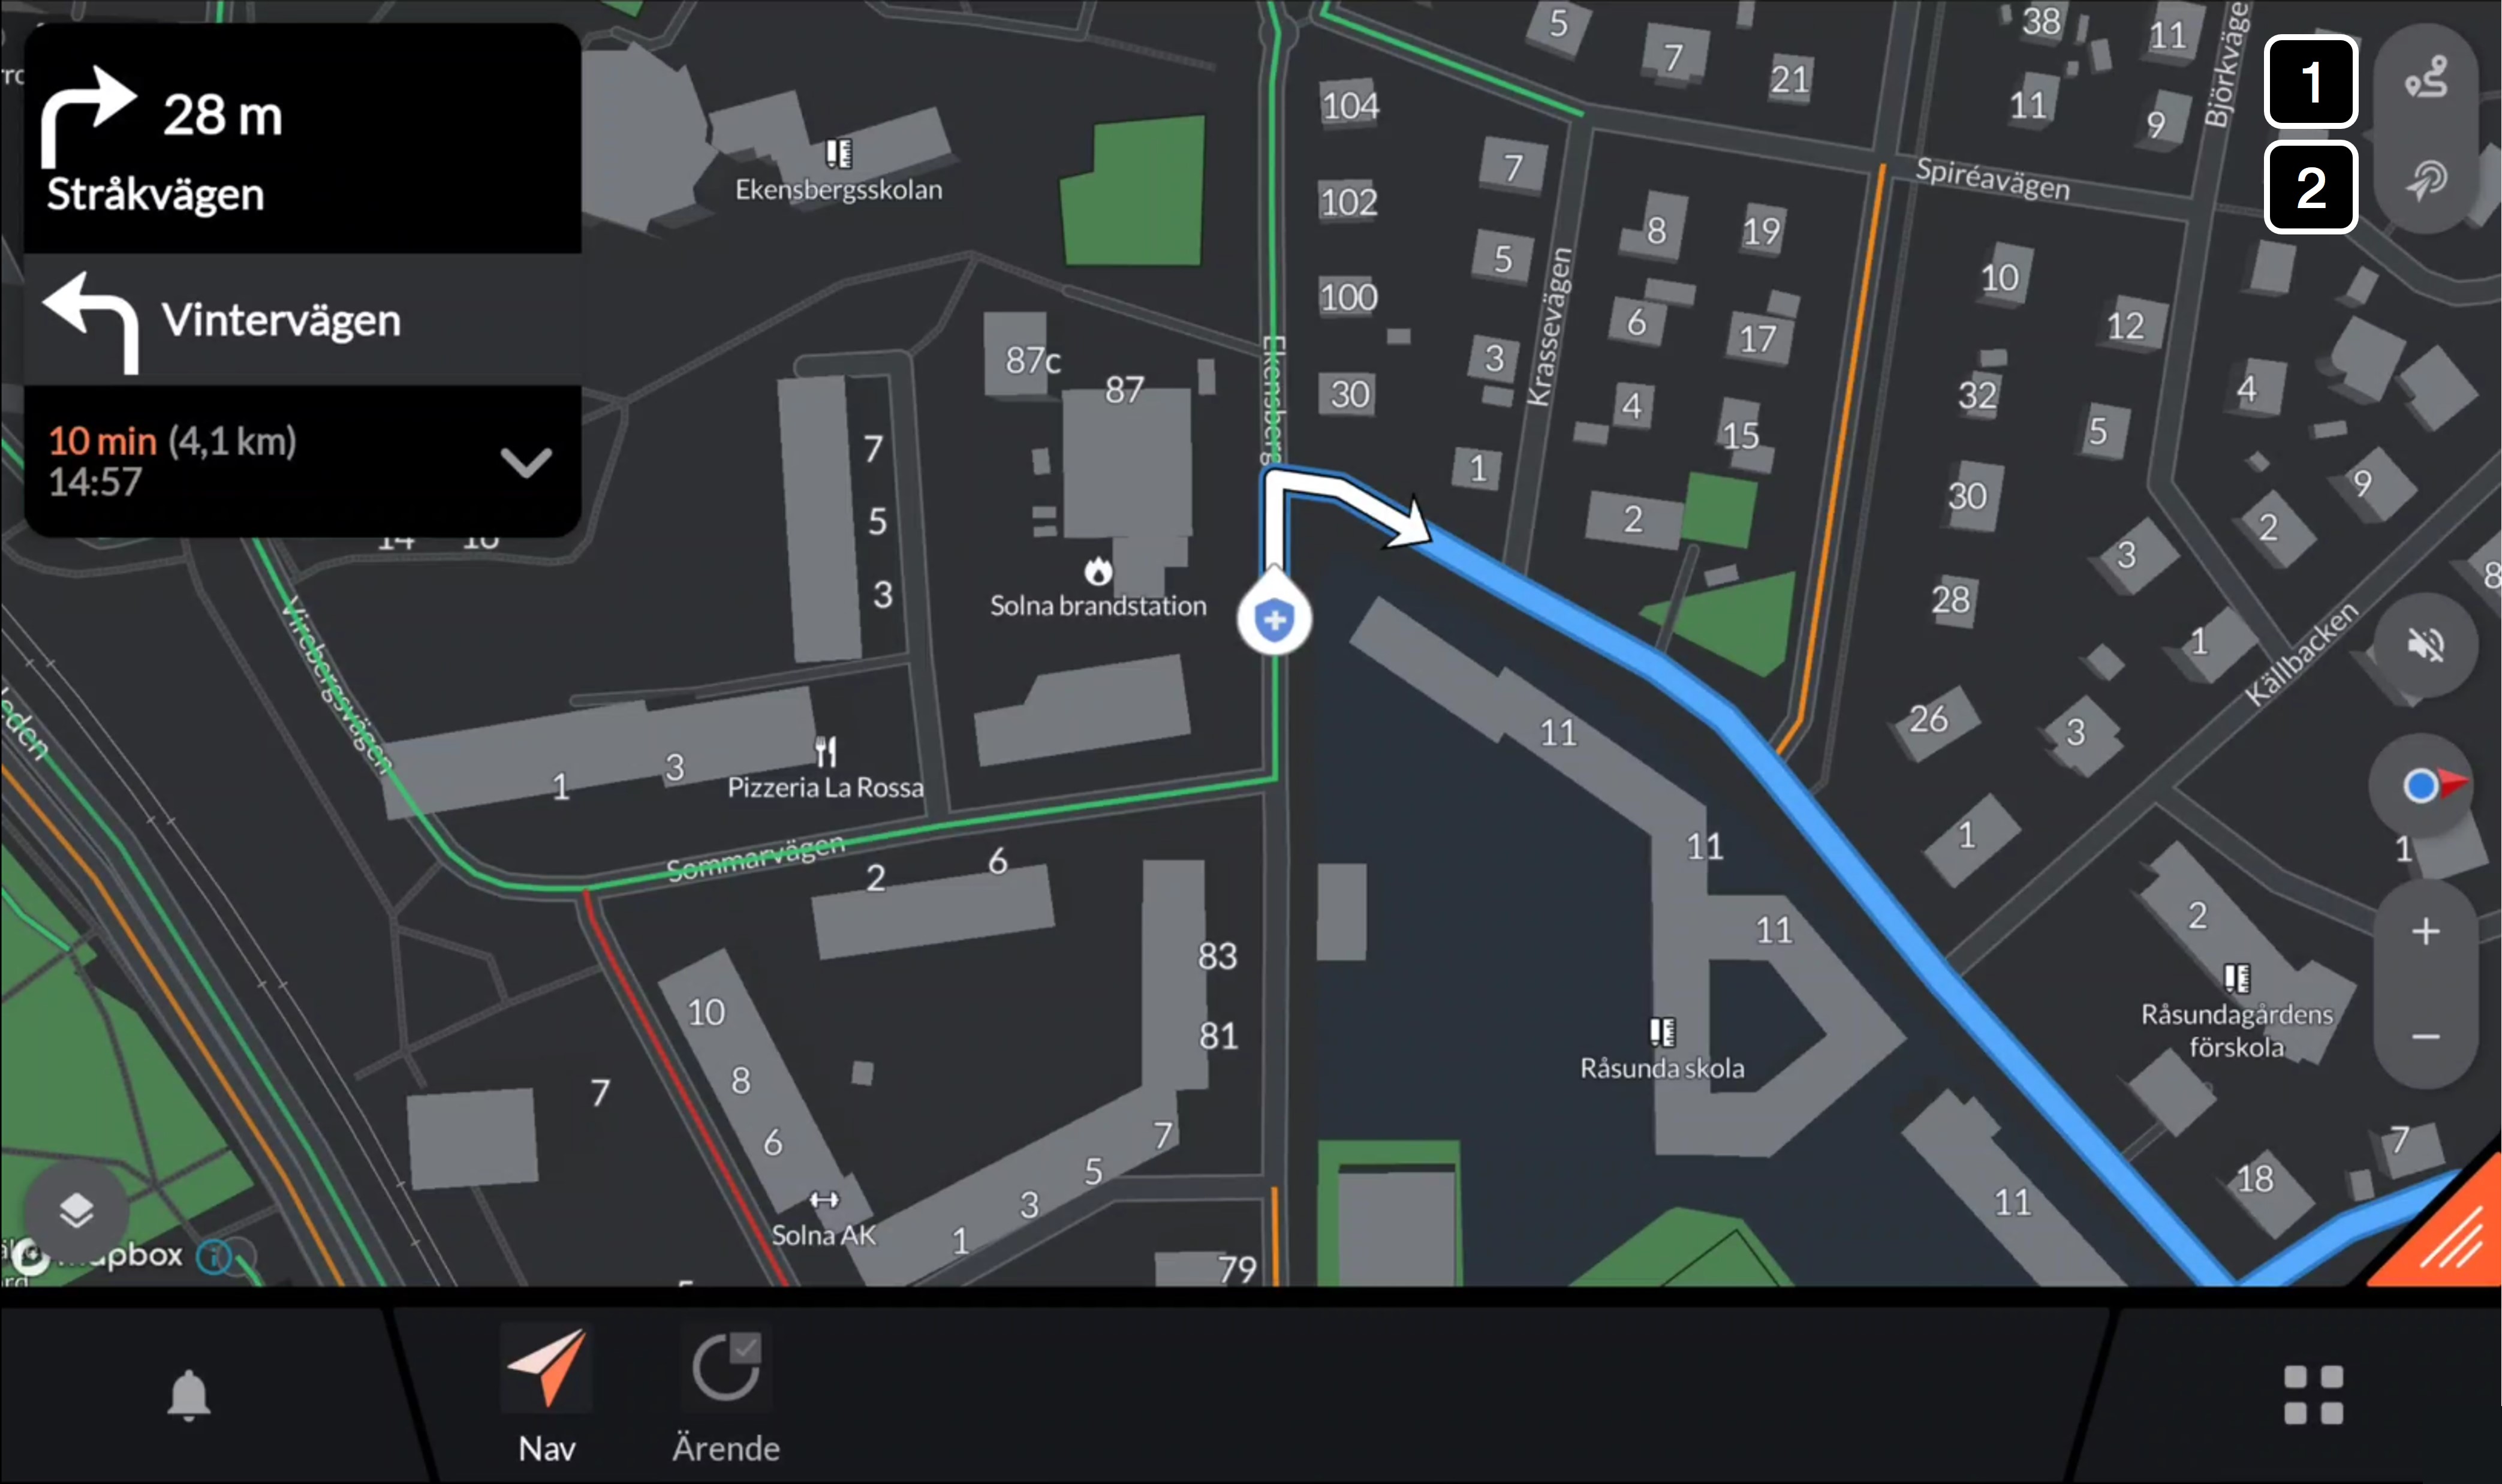 28 m
Stråkvägen
Vintervägen
10 min (4,1 km)
14:57
1
2
5
7
21
38
11
11
9
Björkväge
104
102
100
30
7
5
3
1
Krassevägen
8
19
6
17
4
15
2
Spiréavägen
10
12
32
5
4
30
9
2
3
28
1
26
3
Källbacken
8
1
1
Ekensbergsskolan
87c
87
7
5
3
Solna brandstation
Ekensberg
Virebergsvägen
eden
1
3
Pizzeria La Rossa
Sommarvägen
2
6
83
81
10
8
6
7
7
5
3
1
Solna AK
79
11
11
11
Råsunda skola
11
2
Råsundagårdens
förskola
7
18
mapbox
Nav
Ärende